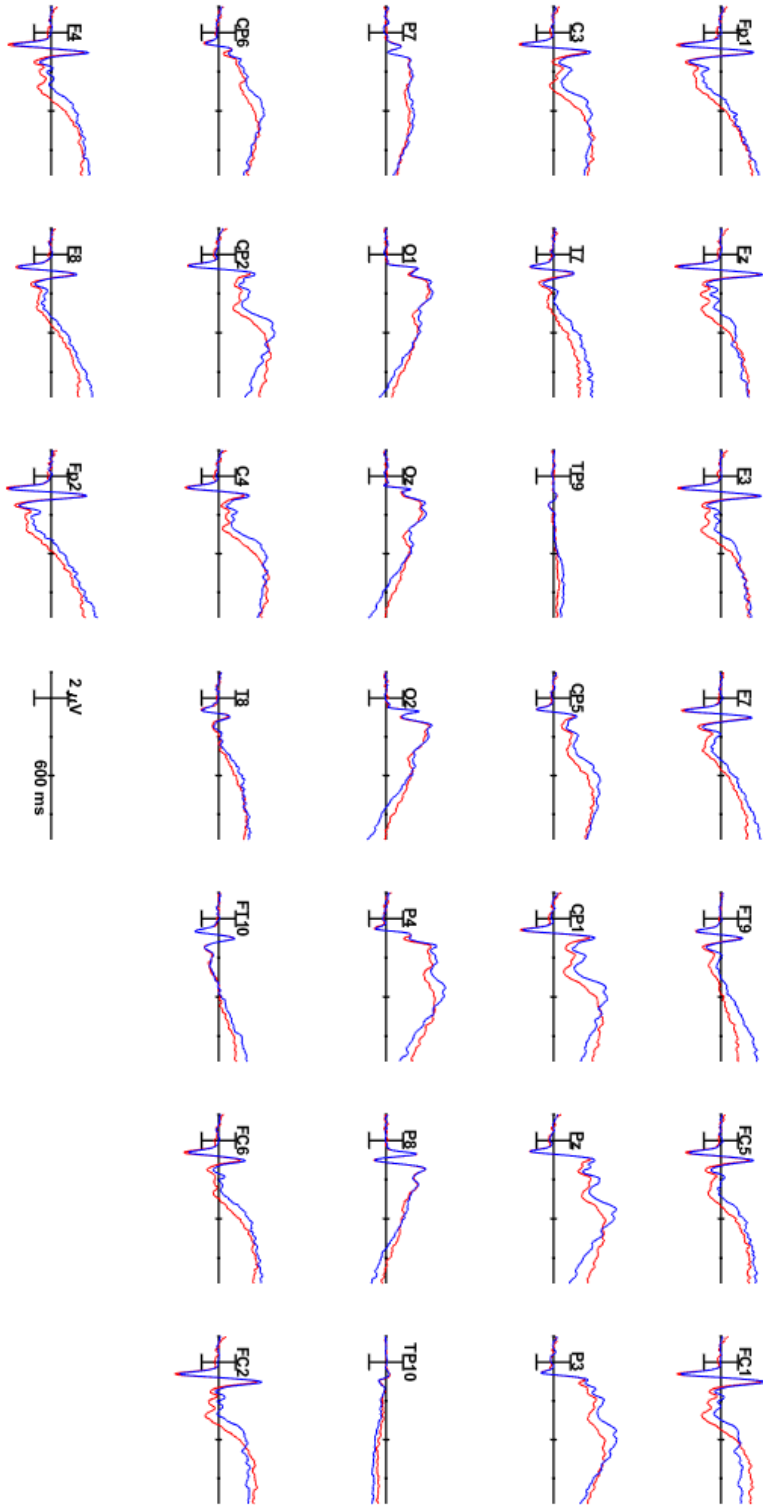 Fp1 Fz F3 F7 FT9 FC5 FC1
C3 T7 TP9 CP5 CP1 Pz P3
P7 O1 Oz O2 P4 P8 TP10
CP6 CP2 C4 T8 FT10 FC6 FC2
F4 F8 Fp2 2 μV
600 ms